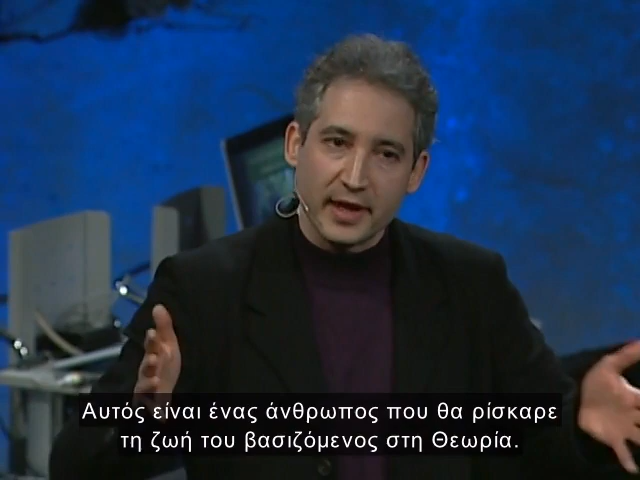 Αυτός είναι ένας άνθρωπος που θα ρίσκαρε
τη ζωή του βασιζόμενος στη Θεωρία.